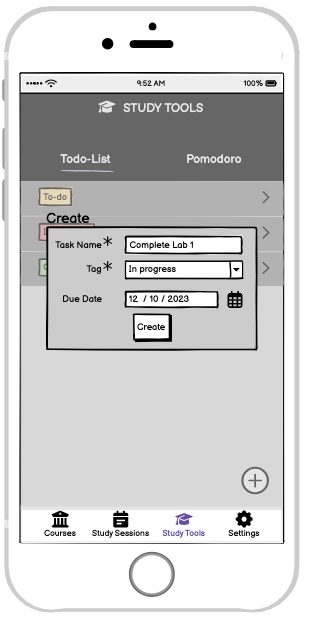 9:52 AM 100%
STUDY TOOLS
Todo-List Pomodoro
To-do
Create
Task Name* Complete Lab 1
Tag* In progress
Due Date 12 / 10 / 2023
Create
Courses Study Sessions Study Tools Settings